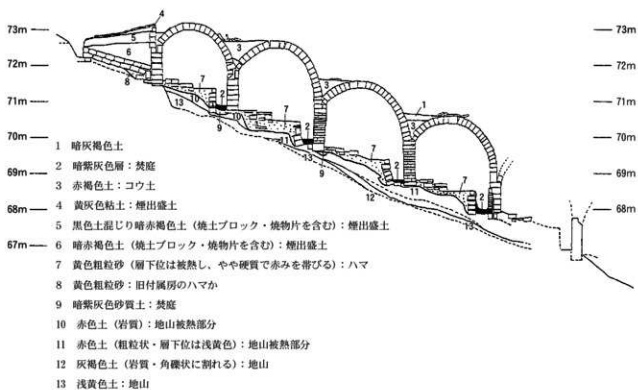 73m
72m
71m
70m
69m
68m
67m
73m
72m
71m
70m
69m
68m
4
5
6
8
3
7
2
13
10
9
3
7
2
10
11
13
9
3
7
2
12
11
1
3
7
2
13
1 暗灰褐色土
2 暗紫灰色層：焚庭
3 赤褐色土：コウ土
4 黄灰色粘土：煙出盛土
5 黒色土混じり暗赤褐色土（焼土ブロック・焼物片を含む）：煙出盛土
6 暗赤褐色土（焼土ブロック・焼物片を含む）：煙出盛土
7 黄色粗粒砂（層下位は被熱し、やや硬質で赤みを帯びる）：ハマ
8 黄色粗粒砂：旧付属房のハマか
9 暗紫灰色砂質土：焚庭
10 赤色土（岩質）：地山被熱部分
11 赤色土（粗粒状・層下位は浅黄色）：地山被熱部分
12 灰褐色土（岩質・角礫状に割れる）：地山
13 浅黄色土：地山